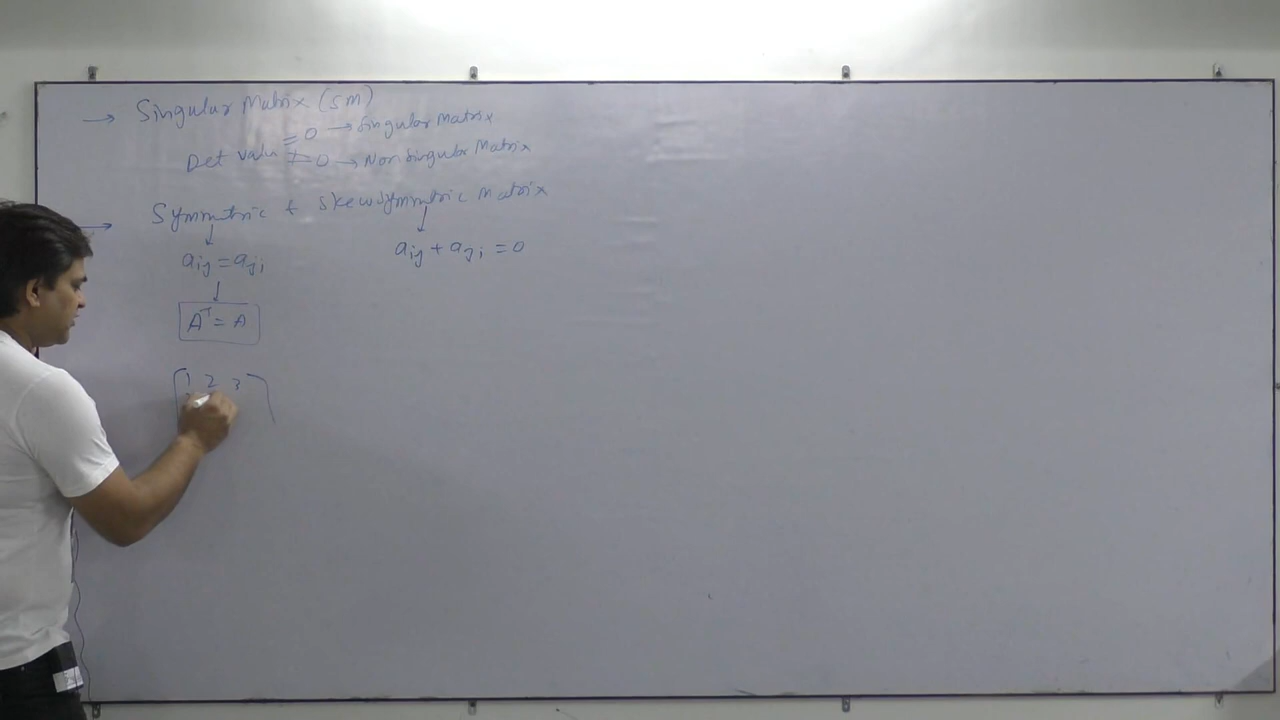 → Singular Matrix (SM)
= 0 → Singular Matrix
Det value ≠ 0 → Non Singular Matrix
→ Symmetric & Skew Symmetric Matrix
↓ ↓
aij = aji aij + aji = 0
↓
A^T = A
1 2 3